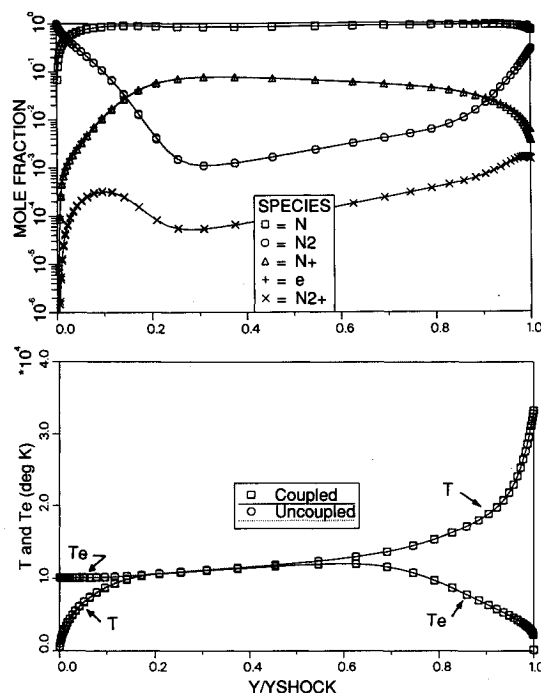 MOLE FRACTION
10⁰
10⁻¹
10⁻²
10⁻³
10⁻⁴
10⁻⁵
10⁻⁶
SPECIES
□ = N
○ = N2
△ = N+
+ = e
× = N2+
0.0 0.2 0.4 0.6 0.8 1.0
T and Te (deg K) *10⁴
4.0
3.0
2.0
1.0
0.0
□ Coupled
○ Uncoupled
Te
T
T
Te
0.0 0.2 0.4 0.6 0.8 1.0
Y/YSHOCK